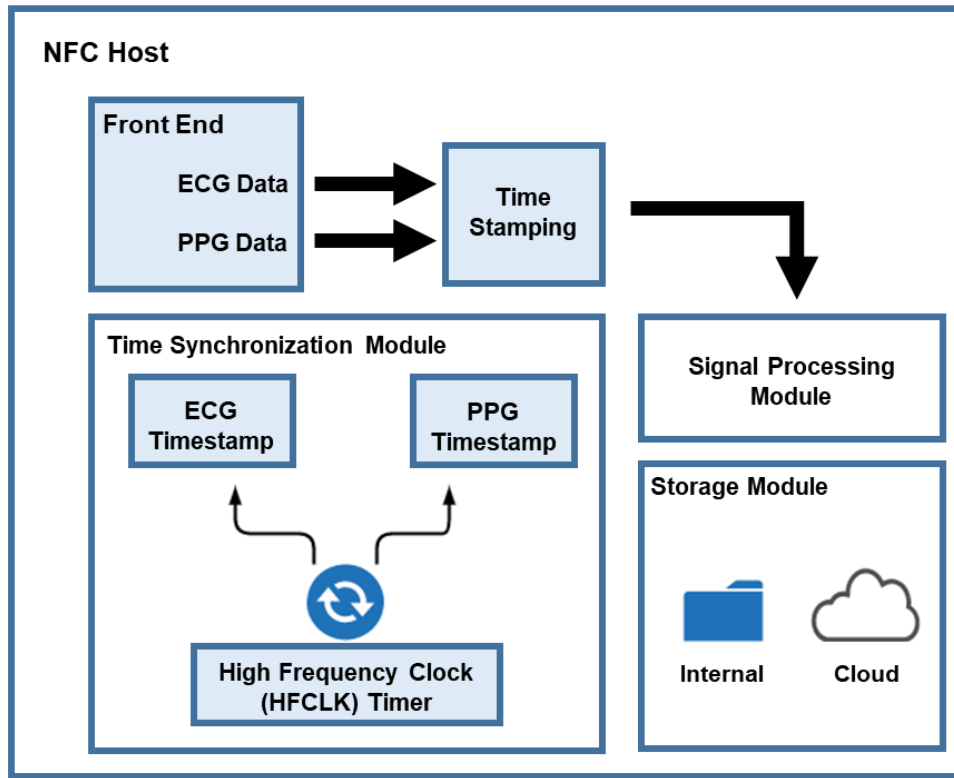 NFC Host
Front End
ECG Data
PPG Data
Time
Stamping
Time Synchronization Module
ECG
Timestamp
PPG
Timestamp
High Frequency Clock
(HFCLK) Timer
Signal Processing
Module
Storage Module
Internal
Cloud